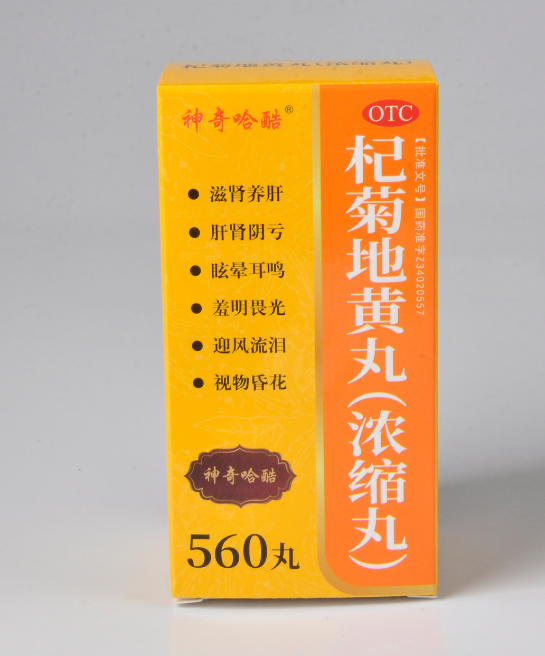 神奇哈酷®
滋肾养肝
肝肾阴亏
眩晕耳鸣
羞明畏光
迎风流泪
视物昏花
神奇哈酷
560丸
OTC
杞菊地黄丸(浓缩丸)
【批准文号】国药准字Z34020557